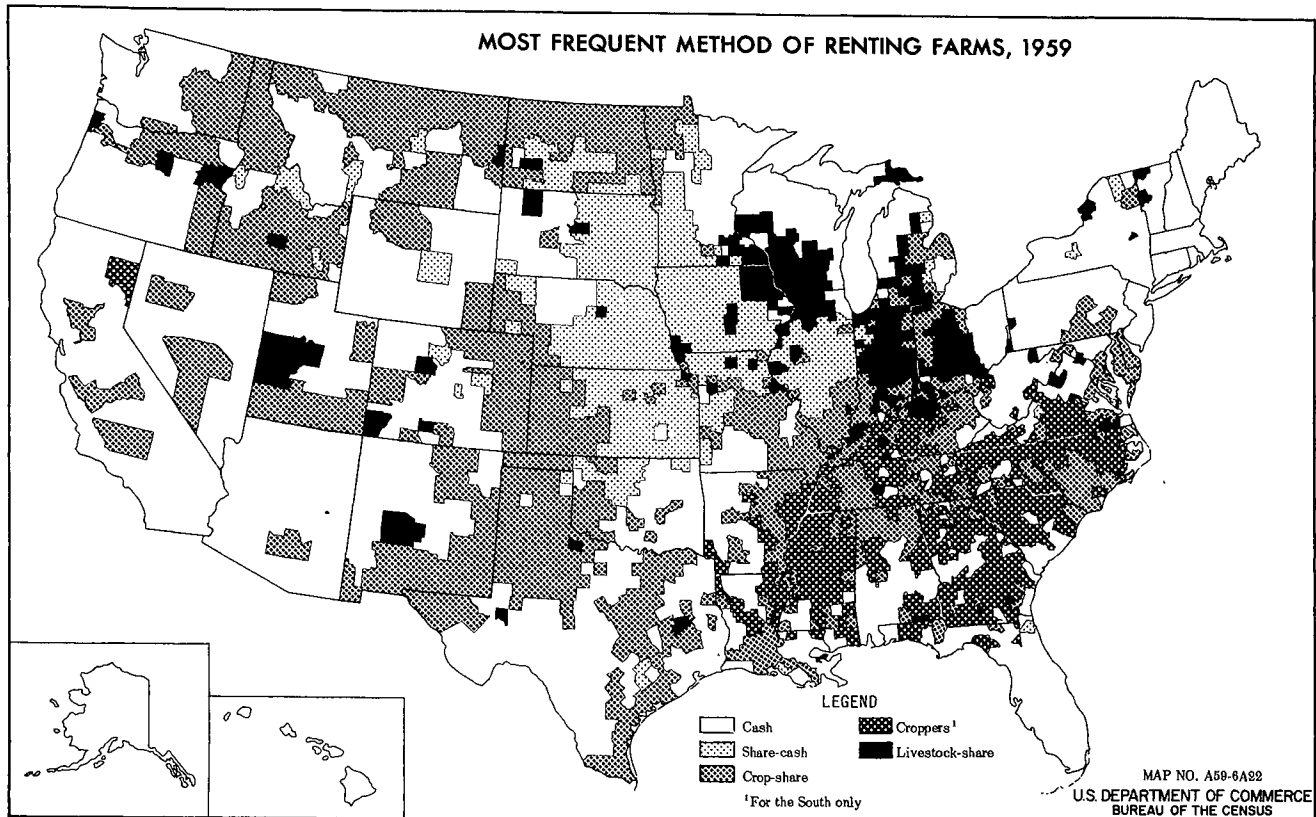 MOST FREQUENT METHOD OF RENTING FARMS, 1959
LEGEND
Cash
Share-cash
Crop-share
Croppers¹
Livestock-share
¹For the South only
MAP NO. A59-6A22
U.S. DEPARTMENT OF COMMERCE
BUREAU OF THE CENSUS